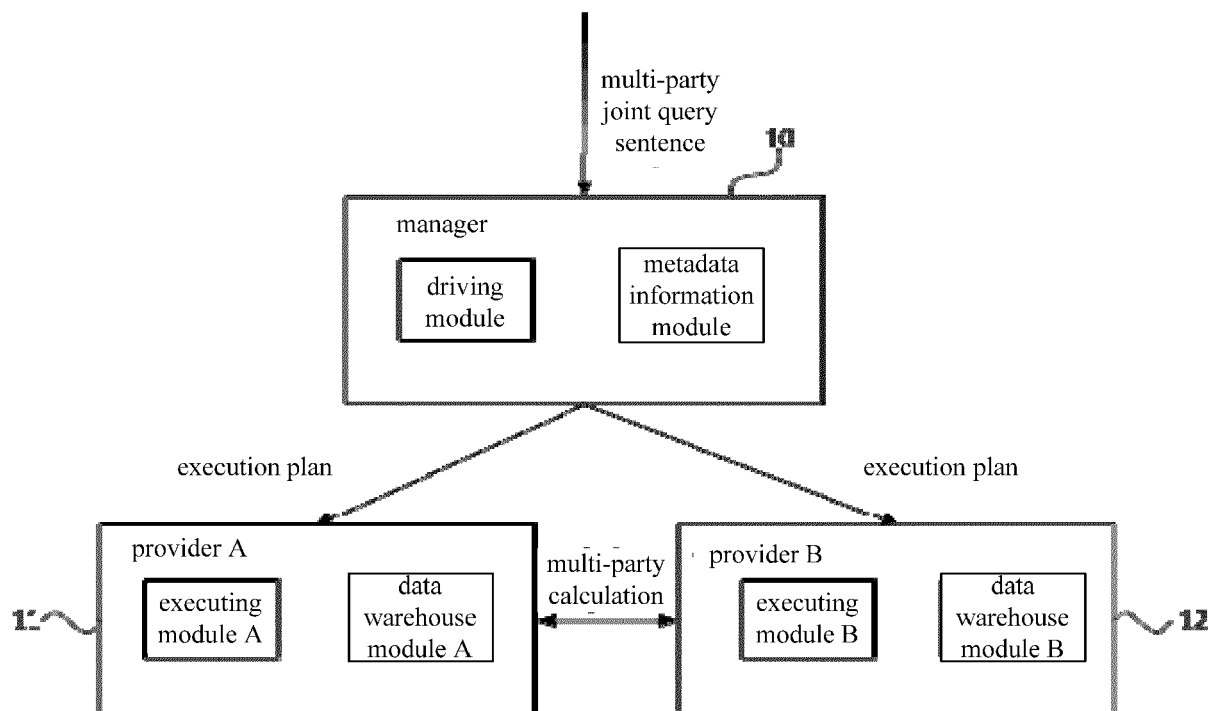 multi-party
joint query
sentence
10
manager
driving
module
metadata
information
module
execution plan
execution plan
provider A
executing
module A
data
warehouse
module A
multi-party
calculation
provider B
executing
module B
data
warehouse
module B
12